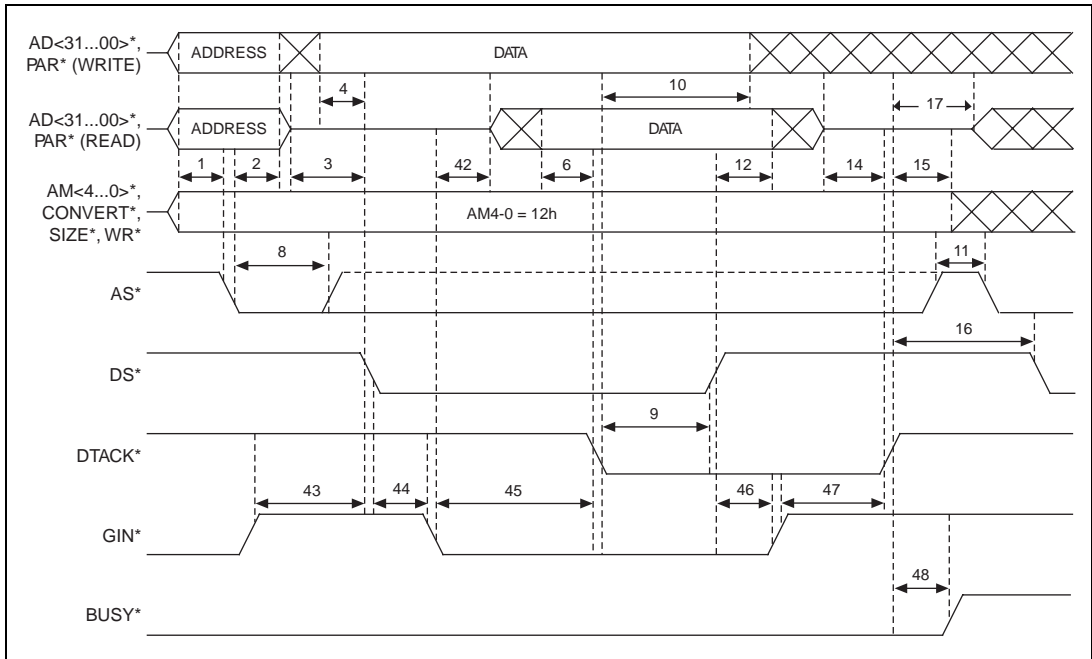 AD<31...00>*,
PAR* (WRITE)
ADDRESS
DATA
4
10
17
AD<31...00>*,
PAR* (READ)
ADDRESS
DATA
1
2
3
42
6
12
14
15
AM<4...0>*,
CONVERT*,
SIZE*, WR*
AM4-0 = 12h
8
11
AS*
16
DS*
9
DTACK*
43
44
45
46
47
GIN*
48
BUSY*